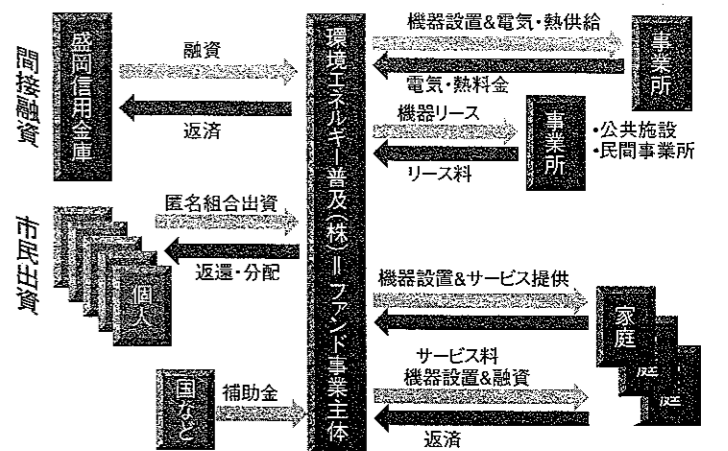 間接融資
盛岡信用金庫
融資
返済
市民出資
個人
匿名組合出資
返還・分配
国など
補助金
環境エネルギー普及(株)=ファンド事業主体
機器設置&電気・熱供給
電気・熱料金
事業所
機器リース
リース料
事業所
・公共施設
・民間事業所
機器設置&サービス提供
サービス料
機器設置&融資
返済
家庭
庭
庭